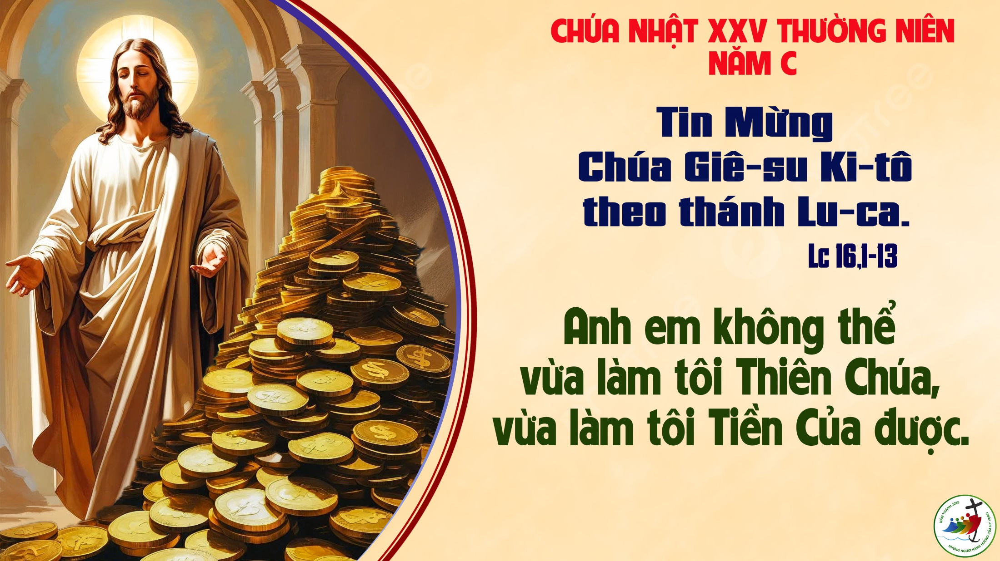 CHÚA NHẬT XXV THƯỜNG NIÊN
NĂM C
Tin Mừng
Chúa Giê-su Ki-tô
theo thánh Lu-ca.
Lc 16,1-13
Anh em không thể
vừa làm tôi Thiên Chúa,
vừa làm tôi Tiền Của được.
NĂM THÁNH 2025
NHỮNG NGƯỜI HÀNH HƯƠNG CỦA HY VỌNG